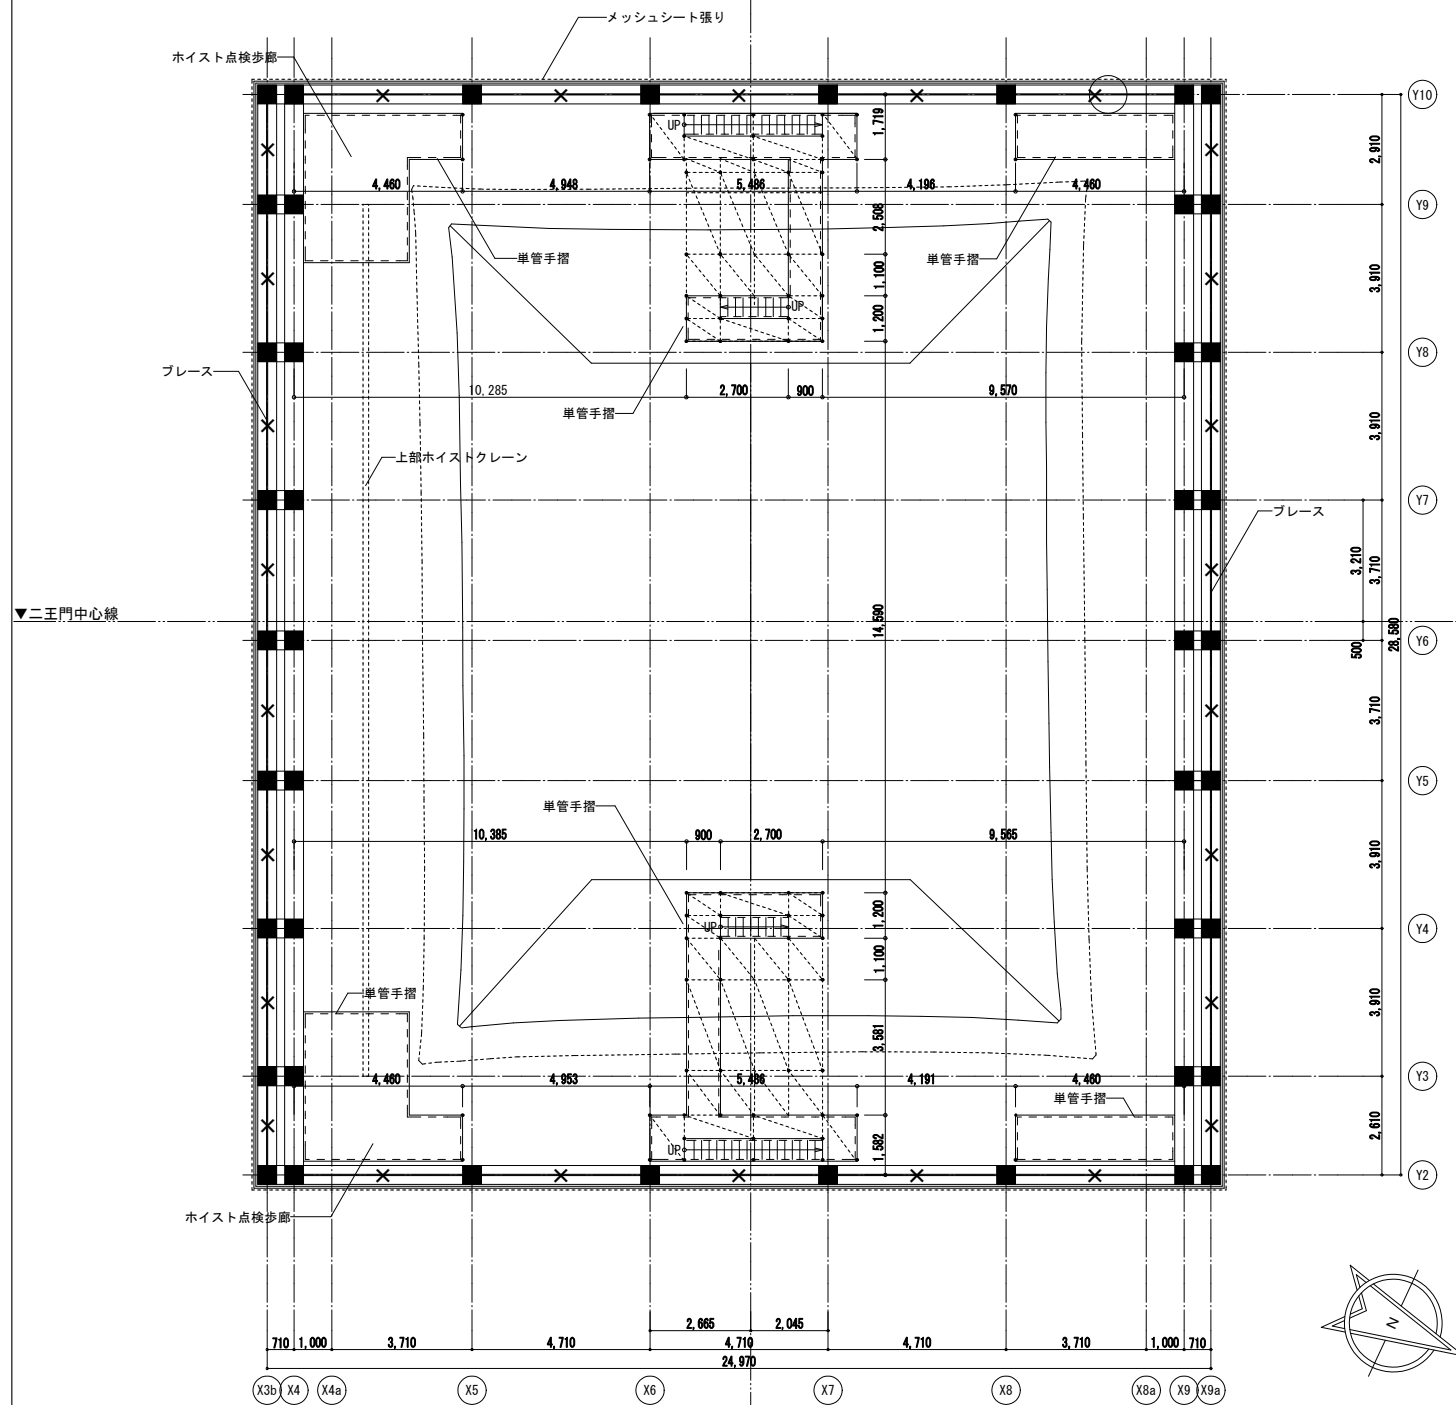 メッシュシート張り
ホイスト点検歩廊
UP
1,719
2,910
Y10
4,460
4,948
5,486
4,196
4,460
Y9
2,508
単管手摺
単管手摺
1,100
3,910
UP
1,200
Y8
ブレース
10,285
2,700
900
9,570
単管手摺
3,910
上部ホイストクレーン
Y7
ブレース
3,210
3,710
▼二王門中心線
14,590
28,580
500
Y6
3,710
Y5
単管手摺
10,385
900
2,700
9,565
3,910
1,200
UP
Y4
1,100
単管手摺
3,910
3,581
Y3
4,460
4,953
5,486
4,191
4,460
単管手摺
2,610
1,582
UP
Y2
ホイスト点検歩廊
N
2,665
2,045
710
1,000
3,710
4,710
4,710
4,710
3,710
1,000
710
24,970
X3b
X4
X4a
X5
X6
X7
X8
X8a
X9
X9a